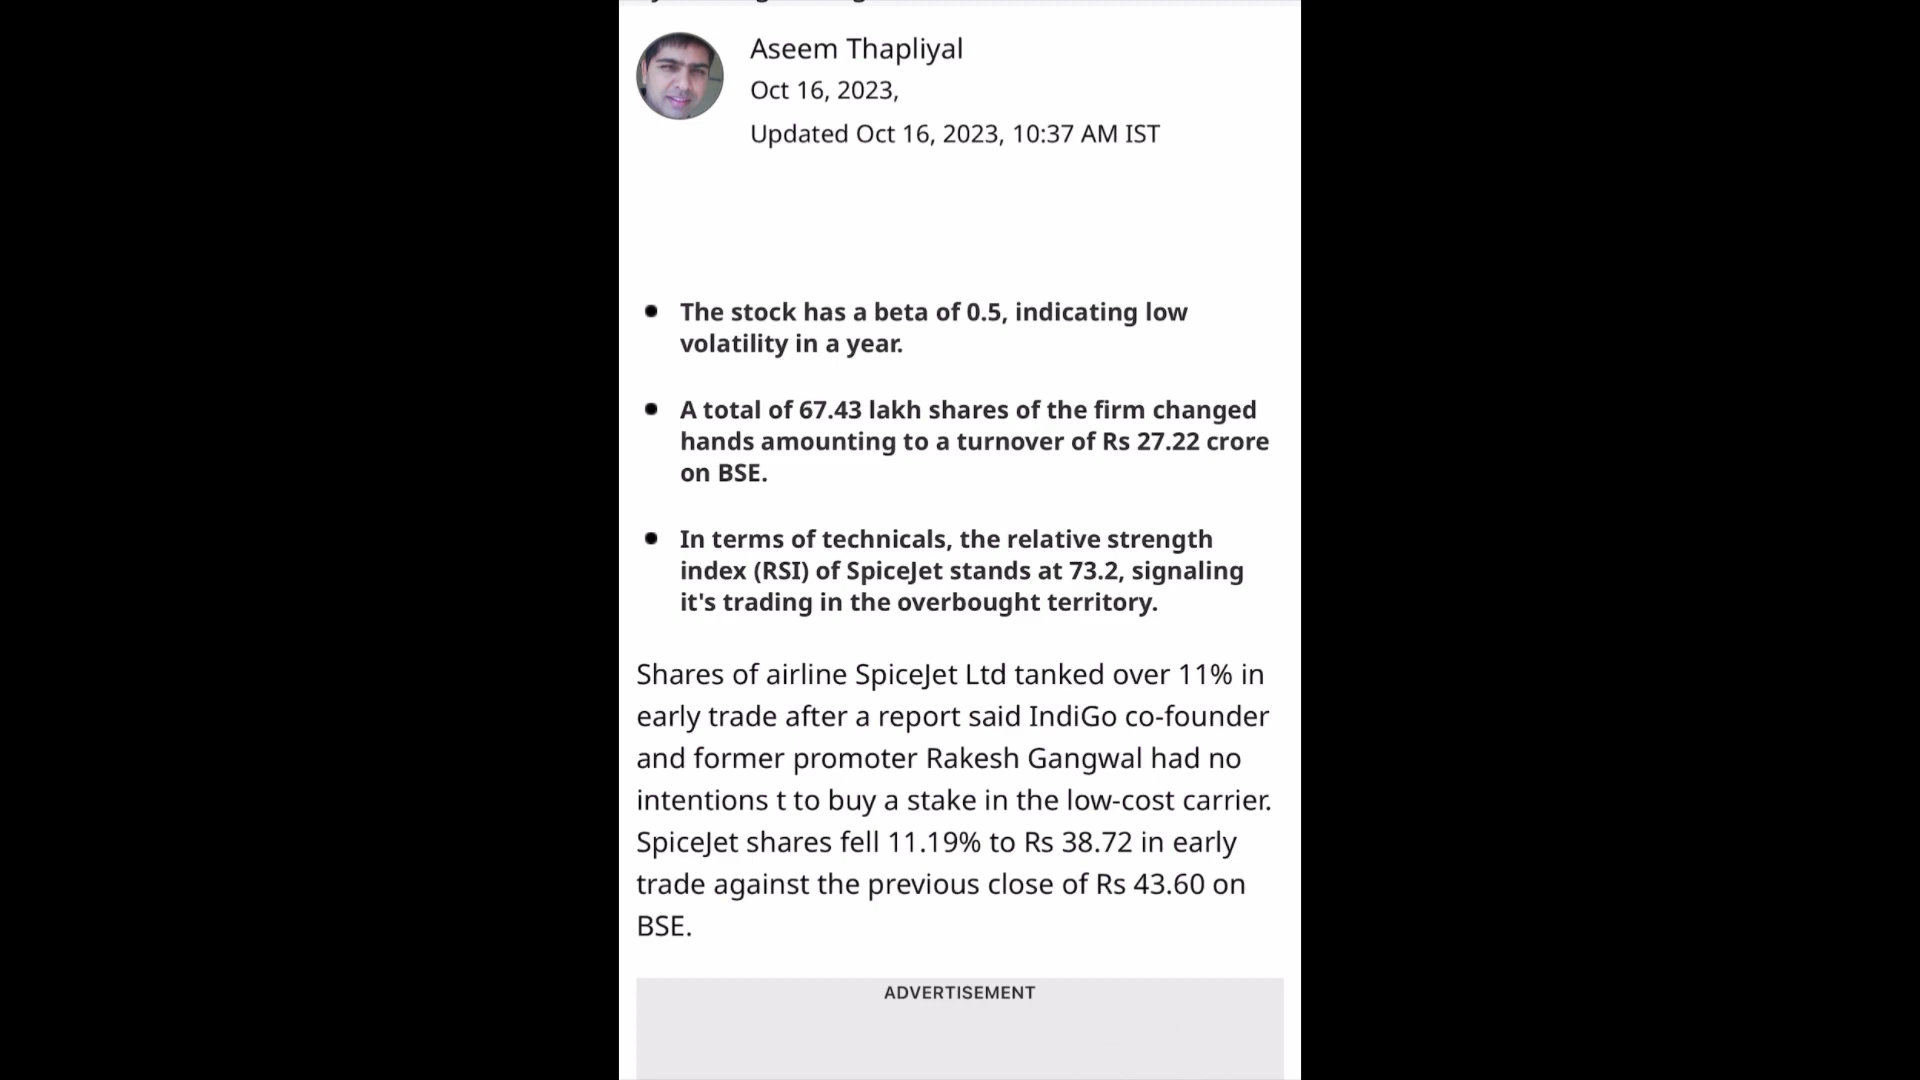 Aseem Thapliyal
Oct 16, 2023,
Updated Oct 16, 2023, 10:37 AM IST
• The stock has a beta of 0.5, indicating low
volatility in a year.
• A total of 67.43 lakh shares of the firm changed
hands amounting to a turnover of Rs 27.22 crore
on BSE.
• In terms of technicals, the relative strength
index (RSI) of SpiceJet stands at 73.2, signaling
it's trading in the overbought territory.
Shares of airline SpiceJet Ltd tanked over 11% in
early trade after a report said IndiGo co-founder
and former promoter Rakesh Gangwal had no
intentions t to buy a stake in the low-cost carrier.
SpiceJet shares fell 11.19% to Rs 38.72 in early
trade against the previous close of Rs 43.60 on
BSE.
ADVERTISEMENT